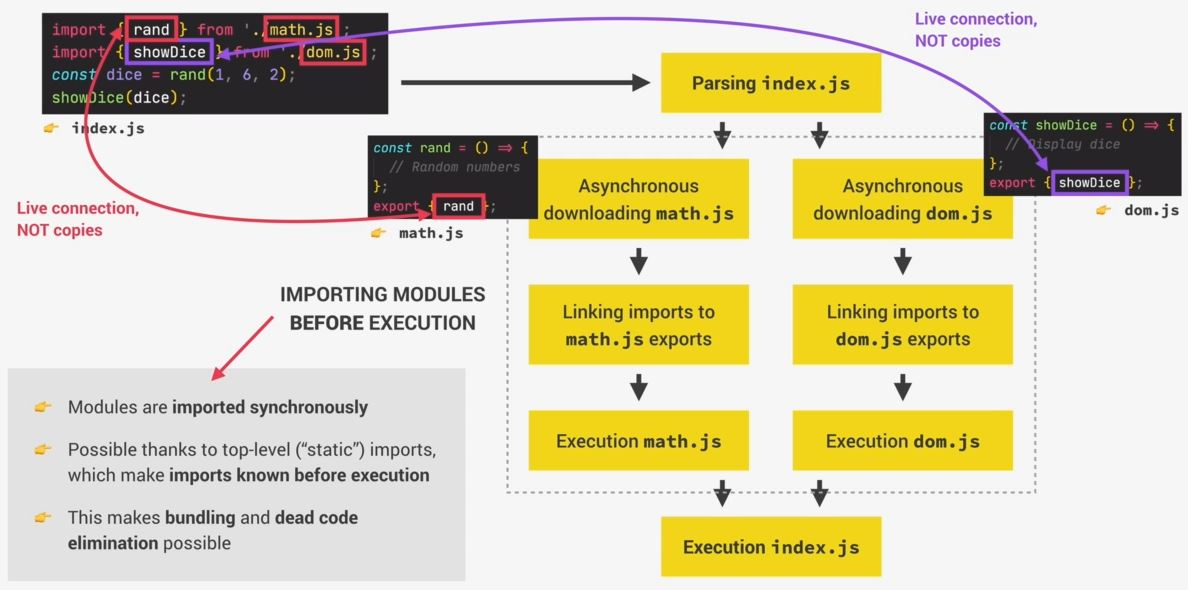 import { rand } from './math.js';
import { showDice } from './dom.js';
const dice = rand(1, 6, 2);
showDice(dice);
👉 index.js
Live connection,
NOT copies
Parsing index.js
const showDice = () => {
// Display dice
};
export { showDice };
👉 dom.js
const rand = () => {
// Random numbers
};
export { rand };
👉 math.js
Live connection,
NOT copies
Asynchronous
downloading math.js
Asynchronous
downloading dom.js
Linking imports to
math.js exports
Linking imports to
dom.js exports
Execution math.js
Execution dom.js
Execution index.js
IMPORTING MODULES
BEFORE EXECUTION
👉 Modules are imported synchronously
👉 Possible thanks to top-level (“static”) imports,
which make imports known before execution
👉 This makes bundling and dead code
elimination possible